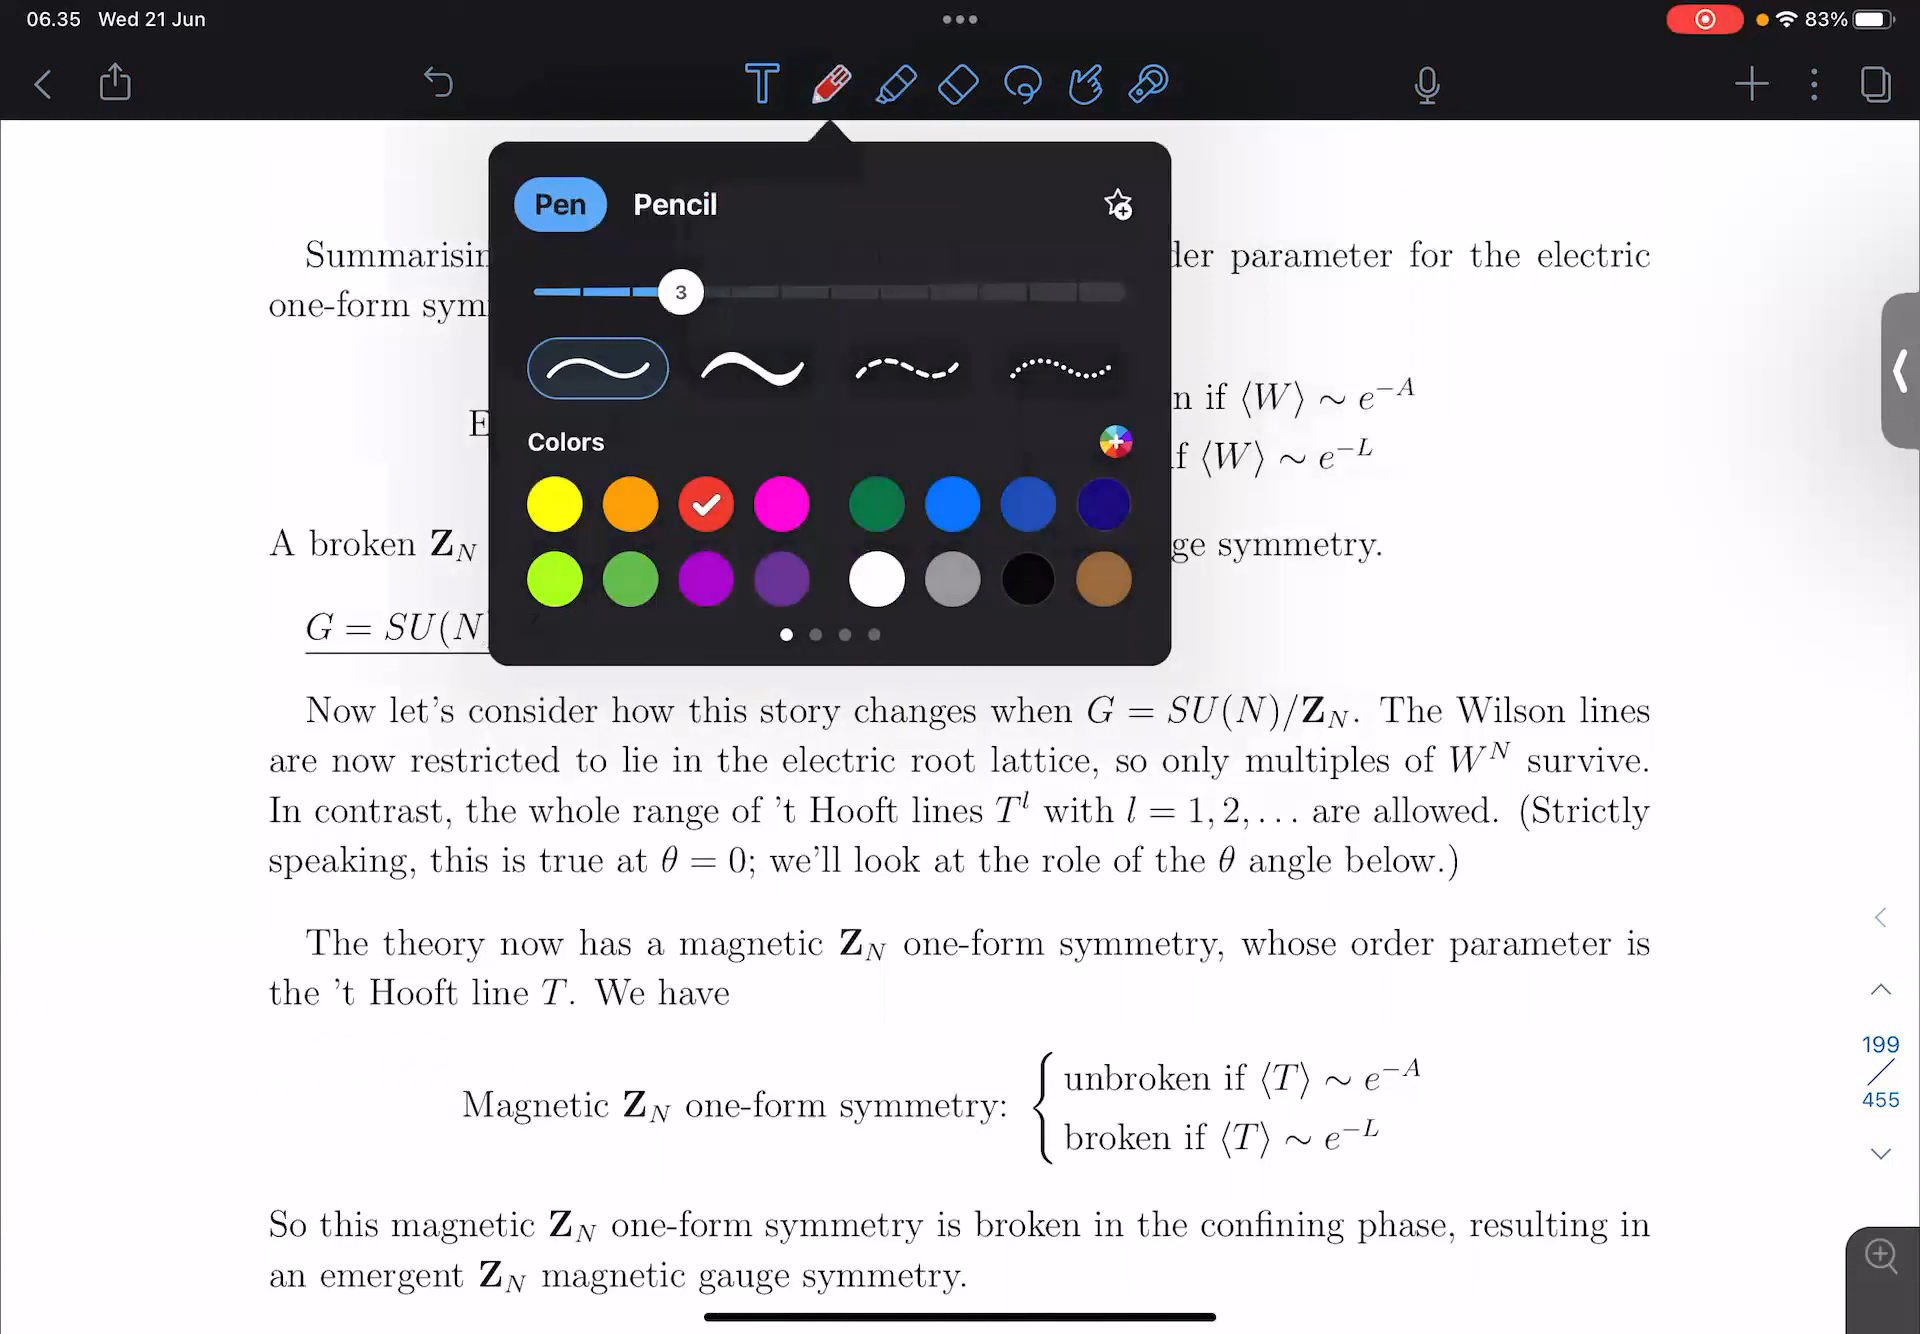 06.35 Wed 21 Jun
83%
Pen Pencil
3
Colors
Summarisin
der parameter for the electric
one-form sym
n if ⟨W⟩ ∼ e^{−A}
f ⟨W⟩ ∼ e^{−L}
A broken Z_N
ge symmetry.
G = SU(N)
Now let's consider how this story changes when G = SU(N)/Z_N. The Wilson lines
are now restricted to lie in the electric root lattice, so only multiples of W^N survive.
In contrast, the whole range of 't Hooft lines T^l with l = 1, 2, . . . are allowed. (Strictly
speaking, this is true at θ = 0; we'll look at the role of the θ angle below.)
The theory now has a magnetic Z_N one-form symmetry, whose order parameter is
the 't Hooft line T. We have
Magnetic Z_N one-form symmetry:
unbroken if ⟨T⟩ ∼ e^{−A}
broken if ⟨T⟩ ∼ e^{−L}
So this magnetic Z_N one-form symmetry is broken in the confining phase, resulting in
an emergent Z_N magnetic gauge symmetry.
199
/
455